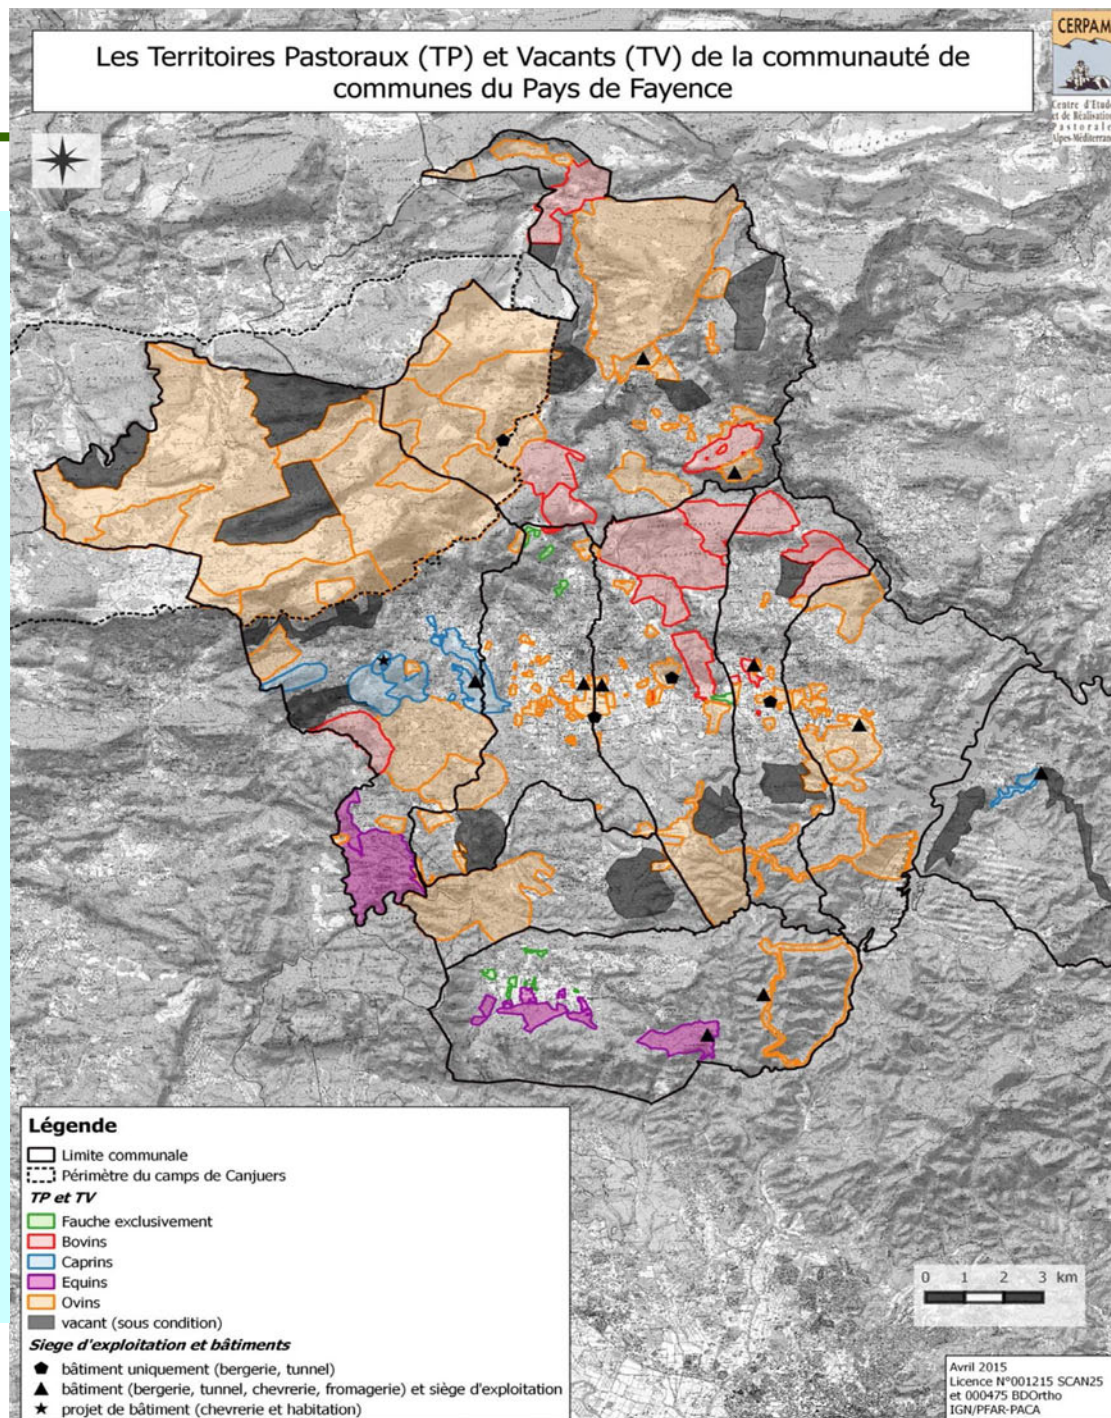 CERPAM
Centre d'Etude
et de Réalisation
Pastorale
Alpes-Méditerran
Les Territoires Pastoraux (TP) et Vacants (TV) de la communauté de
communes du Pays de Fayence
Légende
Limite communale
Périmètre du camps de Canjuers
TP et TV
Fauche exclusivement
Bovins
Caprins
Equins
Ovins
vacant (sous condition)
Siege d'exploitation et bâtiments
bâtiment uniquement (bergerie, tunnel)
bâtiment (bergerie, tunnel, chevrerie, fromagerie) et siège d'exploitation
projet de bâtiment (chevrerie et habitation)
0 1 2 3 km
Avril 2015
Licence N°001215 SCAN25
et 000475 BDOrtho
IGN/PFAR-PACA